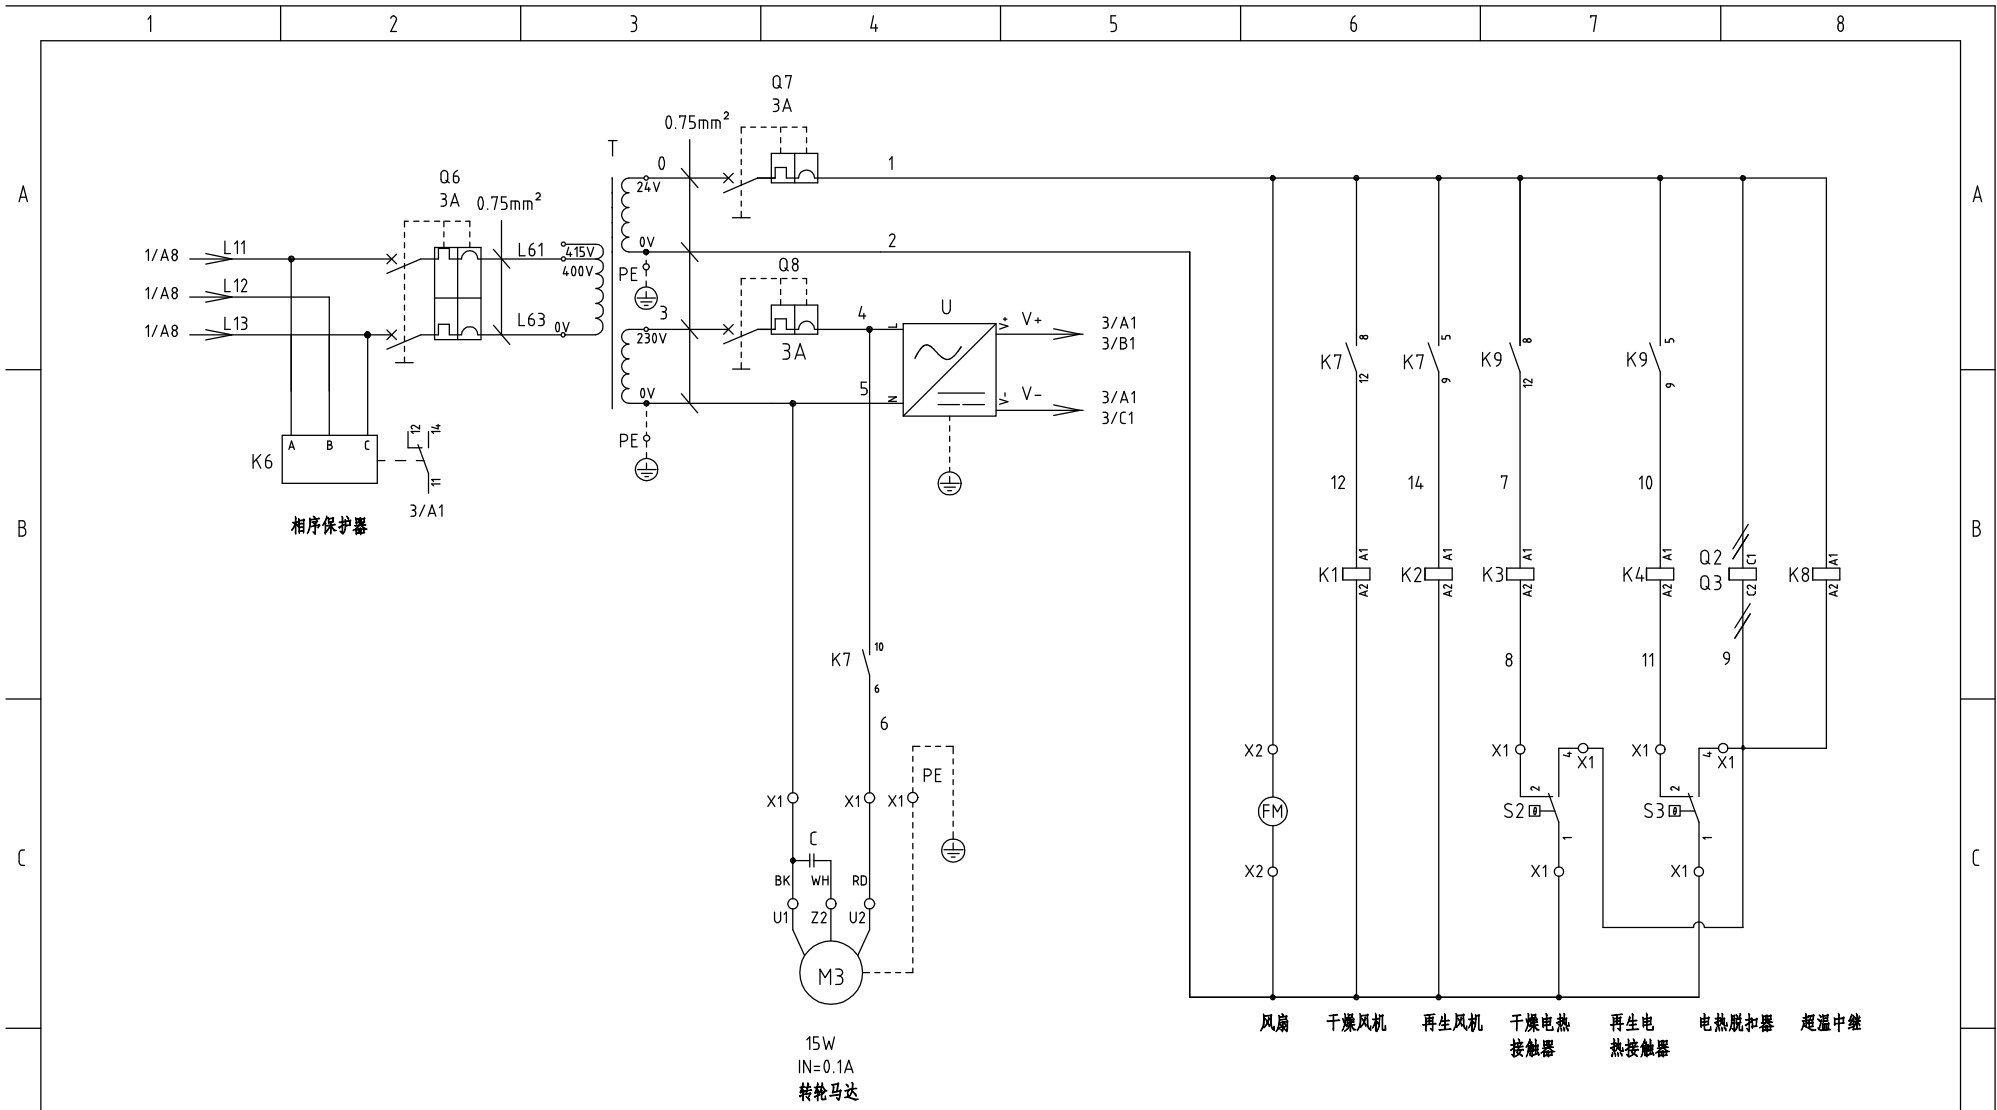 1 2 3 4 5 6 7 8
Q7
3A
0.75mm²
T
0
1
24V
A
Q6
3A
0.75mm²
A
1/A8 L11
L61
415V
400V
0V
2
PE
Q8
1/A8 L12
1/A8 L13
L63 0V
3
230V
4
3A
U
L
V+
V+
3/A1
3/B1
0V
5
N
V-
V-
3/A1
3/C1
K7
8
12
K7
5
9
K9
8
12
K9
5
9
A B C
K6
12 14
11
3/A1
PE
相序保护器
B
B
12
14
7
10
K1
A1
A2
K2
A1
A2
K3
A1
A2
K4
A1
A2
Q2
Q3
C1
C2
K8
A1
A2
K7
10
6
6
8
11
9
X1
X1
X1
PE
C
BK WH RD
U1 Z2 U2
M3
X2
FM
X2
X1
4
X1
2
S2
θ
1
X1
X1
4
X1
2
S3
θ
1
X1
C
C
风扇
干燥风机
再生风机
干燥电热
接触器
再生电
热接触器
电热脱扣器
超温中继
15W
IN=0.1A
转轮马达